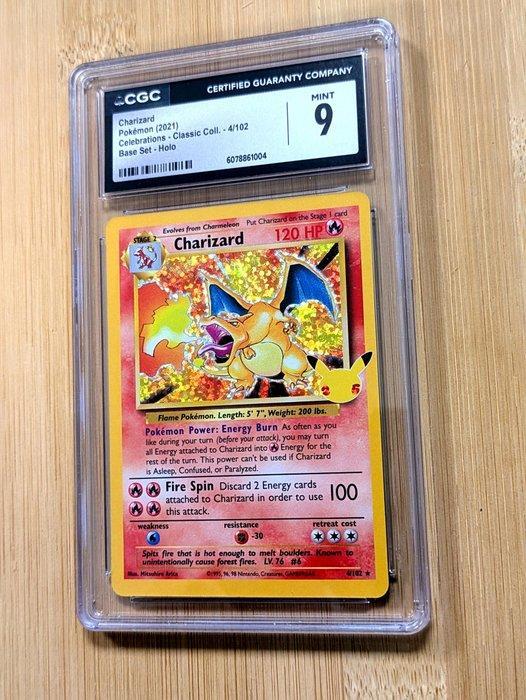 CGC
CERTIFIED GUARANTY COMPANY
Charizard
Pokémon (2021)
Celebrations - Classic Coll. - 4/102
Base Set - Holo
MINT
9
6078861004
Evolves from Charmeleon Put Charizard on the Stage 1 card
STAGE 2
Charizard
120 HP
25
Flame Pokémon. Length: 5' 7", Weight: 200 lbs.
Pokémon Power: Energy Burn As often as you
like during your turn (before your attack), you may turn
all Energy attached to Charizard into Energy for the
rest of the turn. This power can't be used if Charizard
is Asleep, Confused, or Paralyzed.
Fire Spin Discard 2 Energy cards
attached to Charizard in order to use
this attack.
100
weakness
resistance
retreat cost
-30
Spits fire that is hot enough to melt boulders. Known to
unintentionally cause forest fires. LV. 76 #6
Illus. Mitsuhiro Arita
©1995, 96, 98 Nintendo, Creatures, GAMEFREAK.
4/102 ★